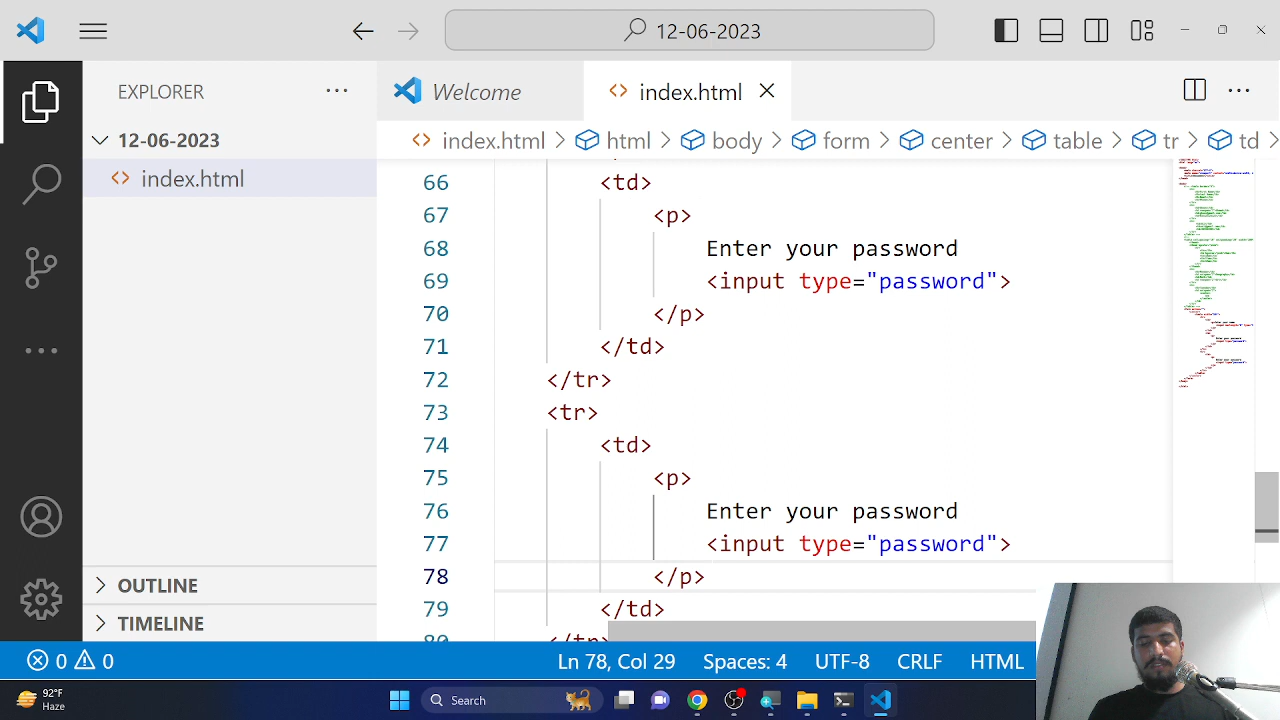 12-06-2023
EXPLORER
Welcome
index.html
12-06-2023
index.html > html > body > form > center > table > tr > td >
index.html
66 <td>
67 <p>
68 Enter your password
69 <input type="password">
70 </p>
71 </td>
72 </tr>
73 <tr>
74 <td>
75 <p>
76 Enter your password
77 <input type="password">
78 </p>
79 </td>
80 </tr>
OUTLINE
TIMELINE
0 0
Ln 78, Col 29
Spaces: 4
UTF-8
CRLF
HTML
92°F
Haze
Search